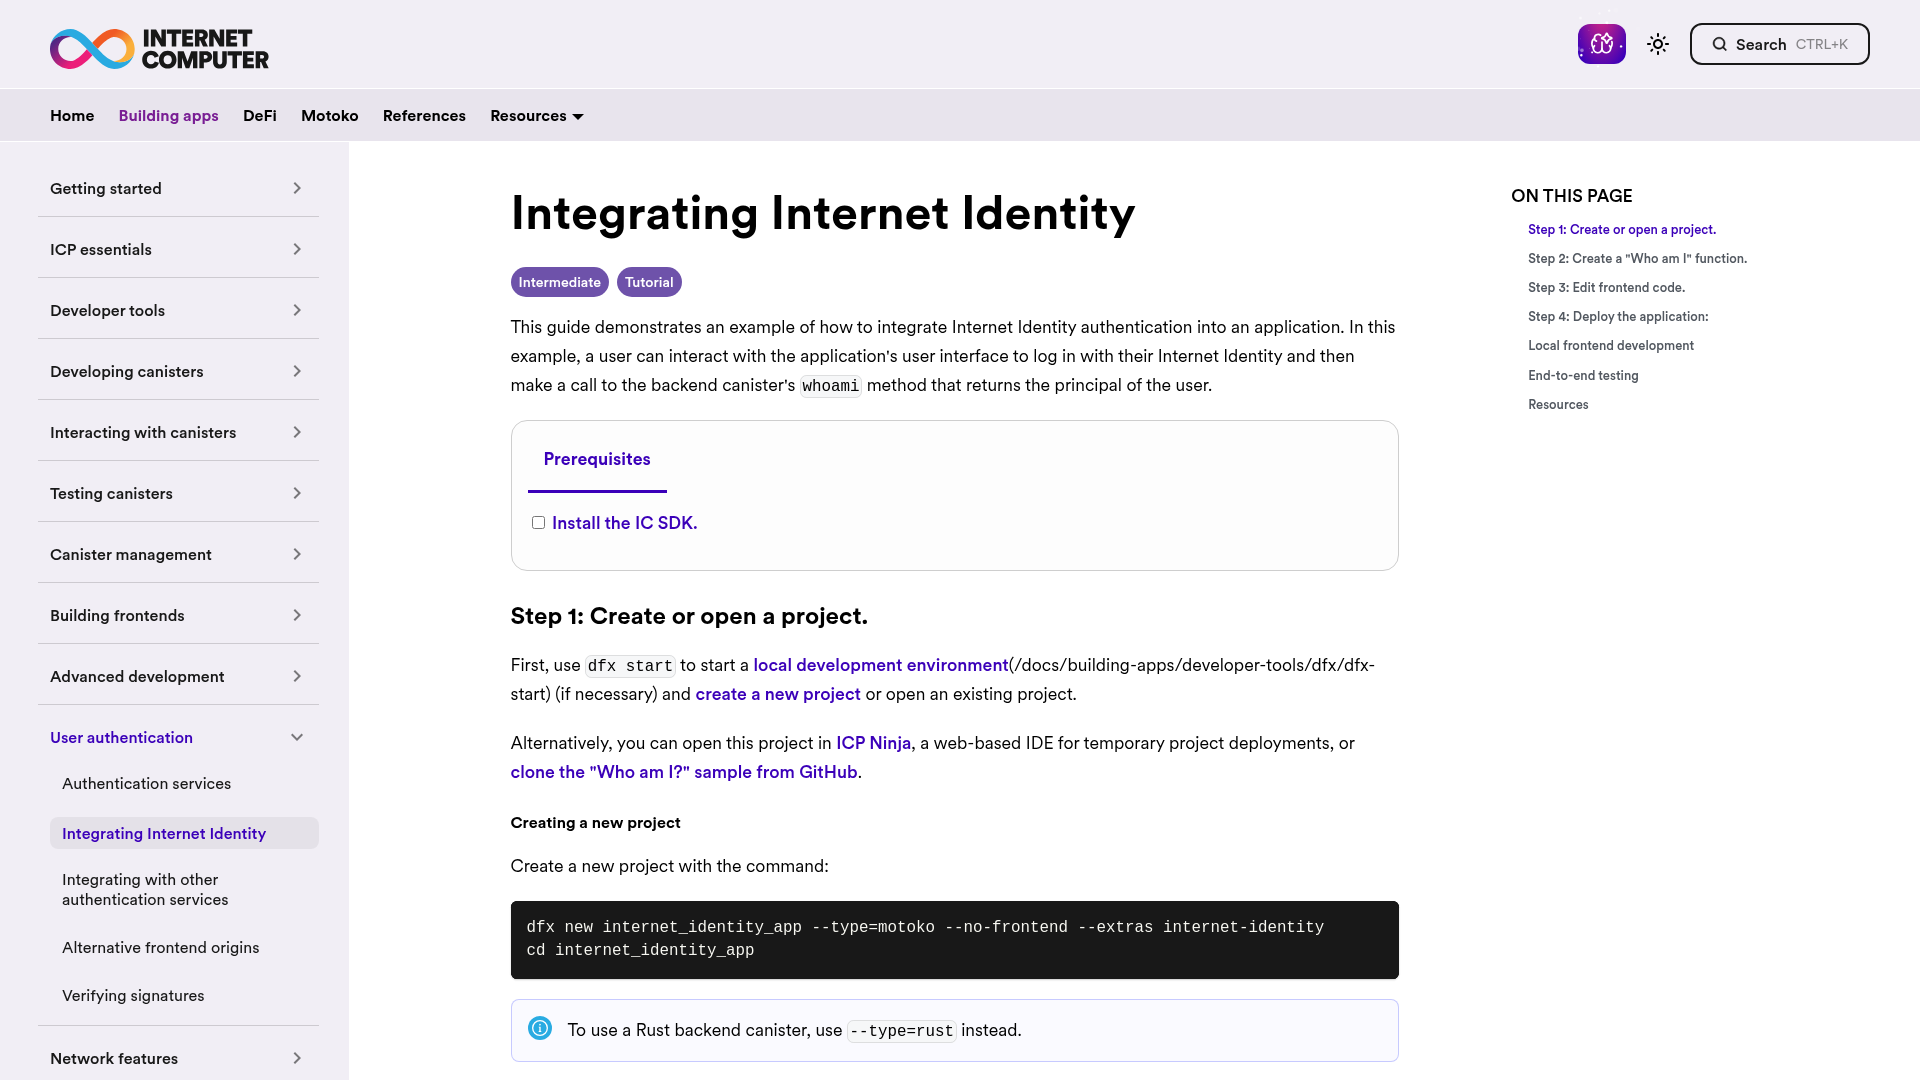 INTERNET
COMPUTER
Search CTRL+K
Home Building apps DeFi Motoko References Resources
Getting started
ICP essentials
Developer tools
Developing canisters
Interacting with canisters
Testing canisters
Canister management
Building frontends
Advanced development
User authentication
Authentication services
Integrating Internet Identity
Integrating with other
authentication services
Alternative frontend origins
Verifying signatures
Network features
Integrating Internet Identity
Intermediate Tutorial
This guide demonstrates an example of how to integrate Internet Identity authentication into an application. In this
example, a user can interact with the application's user interface to log in with their Internet Identity and then
make a call to the backend canister's whoami method that returns the principal of the user.
Prerequisites
Install the IC SDK.
Step 1: Create or open a project.
First, use dfx start to start a local development environment(/docs/building-apps/developer-tools/dfx/dfx-
start) (if necessary) and create a new project or open an existing project.
Alternatively, you can open this project in ICP Ninja, a web-based IDE for temporary project deployments, or
clone the "Who am I?" sample from GitHub.
Creating a new project
Create a new project with the command:
dfx new internet_identity_app --type=motoko --no-frontend --extras internet-identity
cd internet_identity_app
To use a Rust backend canister, use --type=rust instead.
ON THIS PAGE
Step 1: Create or open a project.
Step 2: Create a "Who am I" function.
Step 3: Edit frontend code.
Step 4: Deploy the application:
Local frontend development
End-to-end testing
Resources